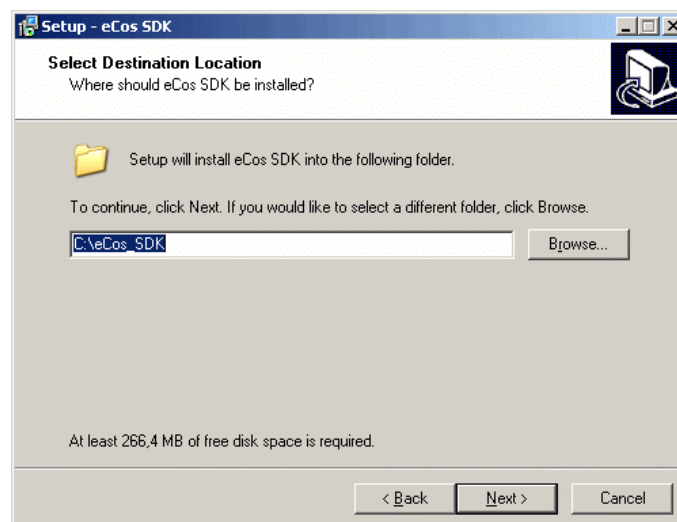 Setup - eCos SDK
Select Destination Location
Where should eCos SDK be installed?
Setup will install eCos SDK into the following folder.
To continue, click Next. If you would like to select a different folder, click Browse.
C:\eCos_SDK
Browse...
At least 266,4 MB of free disk space is required.
< Back
Next >
Cancel